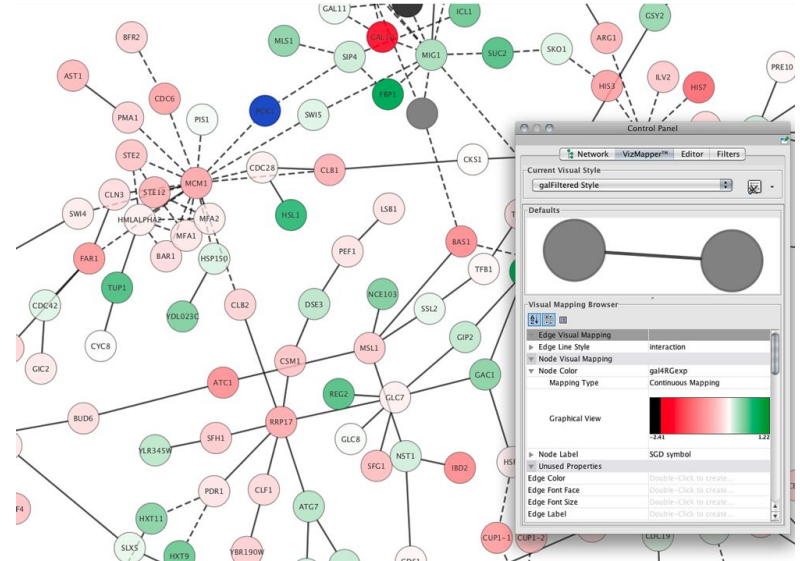 GAL11
ICL1
GSY2
BFR2
MLS1
SIP4
MIG1
SUC2
SKO1
ARG1
PRE10
AST1
CDC6
FBP1
HIS3
ILV2
HIS7
PMA1
PIS1
SWI5
STE2
CDC28
CLB1
CKS1
CLN3
STE12
MCM1
SWI4
HMLALPHA2
MFA2
MFA1
HSL1
LSB1
BAS1
FAR1
BAR1
HSP150
PEF1
TFB1
TUP1
CDC42
YDL023C
CLB2
DSE3
NCE103
SSL2
CYC8
GIC2
CSM1
MSL1
GIP2
ATC1
REG2
GLC7
GAC1
BUD6
RRP17
YLR345W
SFH1
GLC8
SFG1
NST1
IBD2
PDR1
CLF1
ATG7
HXT11
SLX5
HXT9
YBR190W
CUP1-1
CUP1-2
CDC19
Control Panel
Network VizMapper™ Editor Filters
Current Visual Style
galFiltered Style
Defaults
Visual Mapping Browser
Edge Visual Mapping
Edge Line Style interaction
Node Visual Mapping
Node Color gal4RGexp
Mapping Type Continuous Mapping
Graphical View
-2.41 1.22
Node Label SGD symbol
Unused Properties
Edge Color Double-Click to create...
Edge Font Face Double-Click to create...
Edge Font Size Double-Click to create...
Edge Label Double-Click to create...